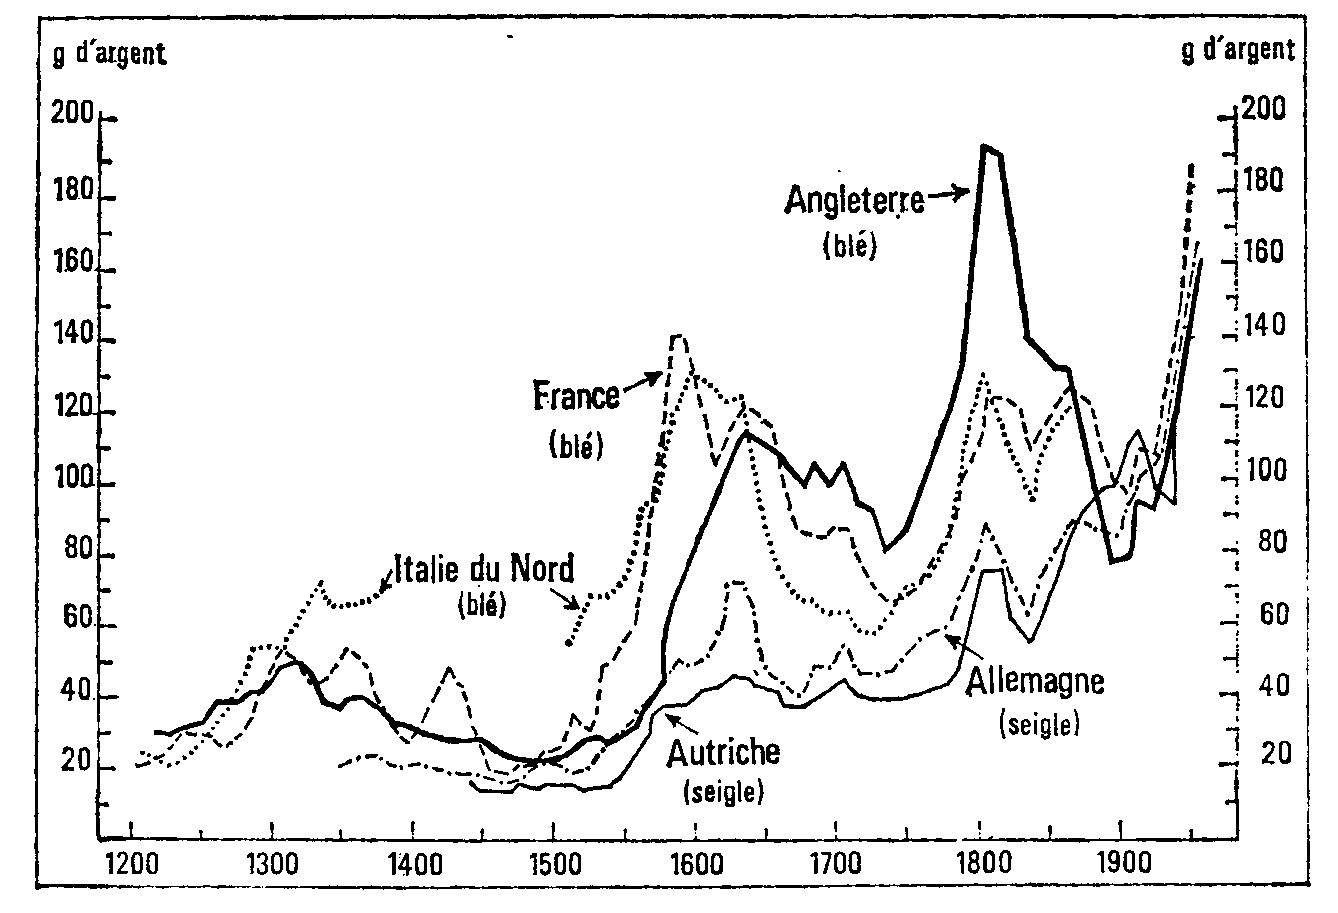 g d'argent
g d'argent
200
180
160
140
120
100
80
60
40
20
200
180
160
140
120
100
80
60
40
20
Angleterre
(blé)
France
(blé)
Italie du Nord
(blé)
Allemagne
(seigle)
Autriche
(seigle)
1200 1300 1400 1500 1600 1700 1800 1900